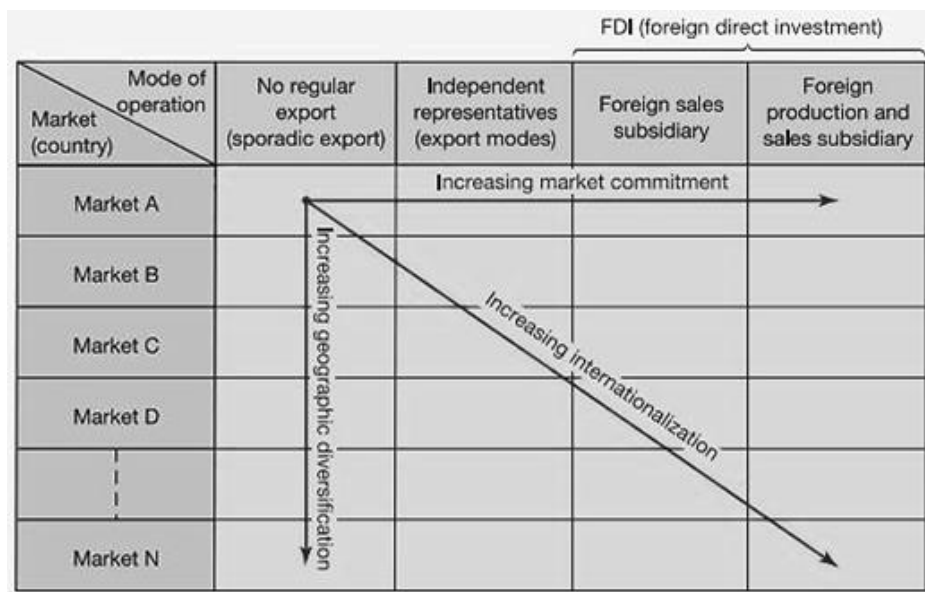 FDI (foreign direct investment)
Mode of
operation
Market
(country)
No regular
export
(sporadic export)
Independent
representatives
(export modes)
Foreign sales
subsidiary
Foreign
production and
sales subsidiary
Market A
Increasing market commitment
Market B
Market C
Market D
Market N
Increasing geographic diversification
Increasing internationalization